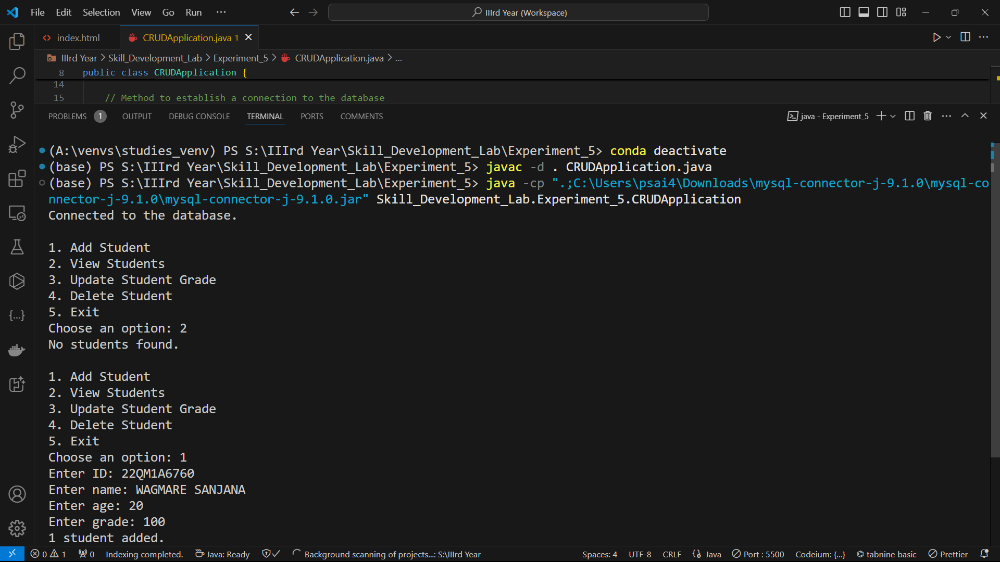 File Edit Selection View Go Run ··· IIIrd Year (Workspace)
index.html CRUDApplication.java 1
IIIrd Year > Skill_Development_Lab > Experiment_5 > CRUDApplication.java > ...
8 public class CRUDApplication {
14
15 // Method to establish a connection to the database
PROBLEMS 1 OUTPUT DEBUG CONSOLE TERMINAL PORTS COMMENTS java - Experiment_5
(A:\venvs\studies_venv) PS S:\IIIrd Year\Skill_Development_Lab\Experiment_5> conda deactivate
(base) PS S:\IIIrd Year\Skill_Development_Lab\Experiment_5> javac -d . CRUDApplication.java
(base) PS S:\IIIrd Year\Skill_Development_Lab\Experiment_5> java -cp ".;C:\Users\psai4\Downloads\mysql-connector-j-9.1.0\mysql-co
nnector-j-9.1.0\mysql-connector-j-9.1.0.jar" Skill_Development_Lab.Experiment_5.CRUDApplication
Connected to the database.
1. Add Student
2. View Students
3. Update Student Grade
4. Delete Student
5. Exit
Choose an option: 2
No students found.
1. Add Student
2. View Students
3. Update Student Grade
4. Delete Student
5. Exit
Choose an option: 1
Enter ID: 22QM1A6760
Enter name: WAGMARE SANJANA
Enter age: 20
Enter grade: 100
1 student added.
0 1 0 Indexing completed. Java: Ready Background scanning of projects...: S:\IIIrd Year Spaces: 4 UTF-8 CRLF Java Port : 5500 Codeium: {...} tabnine basic Prettier